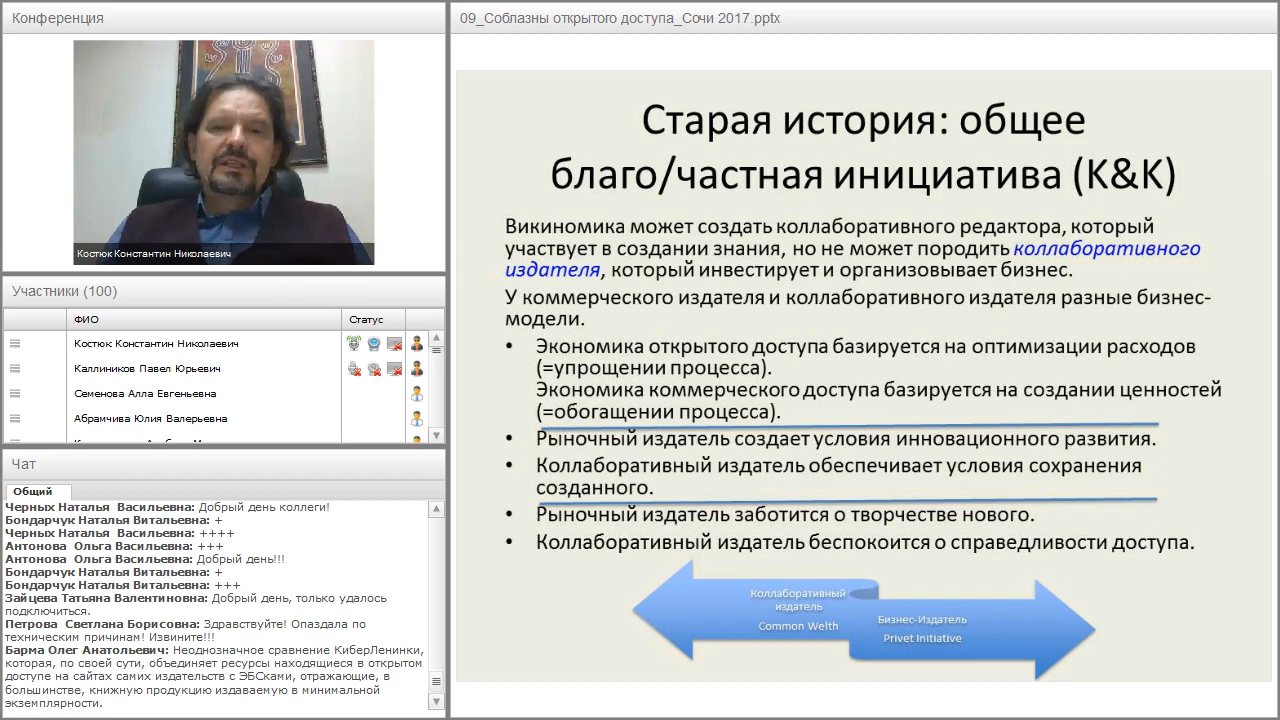 Конференция
Костюк Константин Николаевич
Участники (100)
ФИО
Статус
Костюк Константин Николаевич
Каллиников Павел Юрьевич
Семенова Алла Евгеньевна
Абрамчива Юлия Валерьевна
Чат
Общий
Черных Наталья Васильевна: Добрый день коллеги!
Бондарчук Наталья Витальевна: +
Черных Наталья Васильевна: ++++
Антонова Ольга Васильевна: +++
Антонова Ольга Васильевна: Добрый день!!!
Бондарчук Наталья Витальевна: +
Бондарчук Наталья Витальевна: +++
Зайцева Татьяна Валентиновна: Добрый день, только удалось
подключиться.
Петрова Светлана Борисовна: Здравствуйте! Опаздала по
техническим причинам! Извините!!!
Барма Олег Анатольевич: Неоднозначное сравнение КиберЛенинки,
которая, по своей сути, объединяет ресурсы находящиеся в открытом
доступе на сайтах самих издательств с ЭБСками, отражающие, в
большинстве, книжную продукцию издаваемую в минимальной
экземплярности.
09_Соблазны открытого доступа_Сочи 2017.pptx
Старая история: общее
благо/частная инициатива (K&K)
Викиномика может создать коллаборативного редактора, который
участвует в создании знания, но не может породить коллаборативного
издателя, который инвестирует и организовывает бизнес.
У коммерческого издателя и коллаборативного издателя разные бизнес-
модели.
• Экономика открытого доступа базируется на оптимизации расходов
(=упрощении процесса).
Экономика коммерческого доступа базируется на создании ценностей
(=обогащении процесса).
• Рыночный издатель создает условия инновационного развития.
• Коллаборативный издатель обеспечивает условия сохранения
созданного.
• Рыночный издатель заботится о творчестве нового.
• Коллаборативный издатель беспокоится о справедливости доступа.
Коллаборативный
издатель
Common Welth
Бизнес-Издатель
Privet Initiative